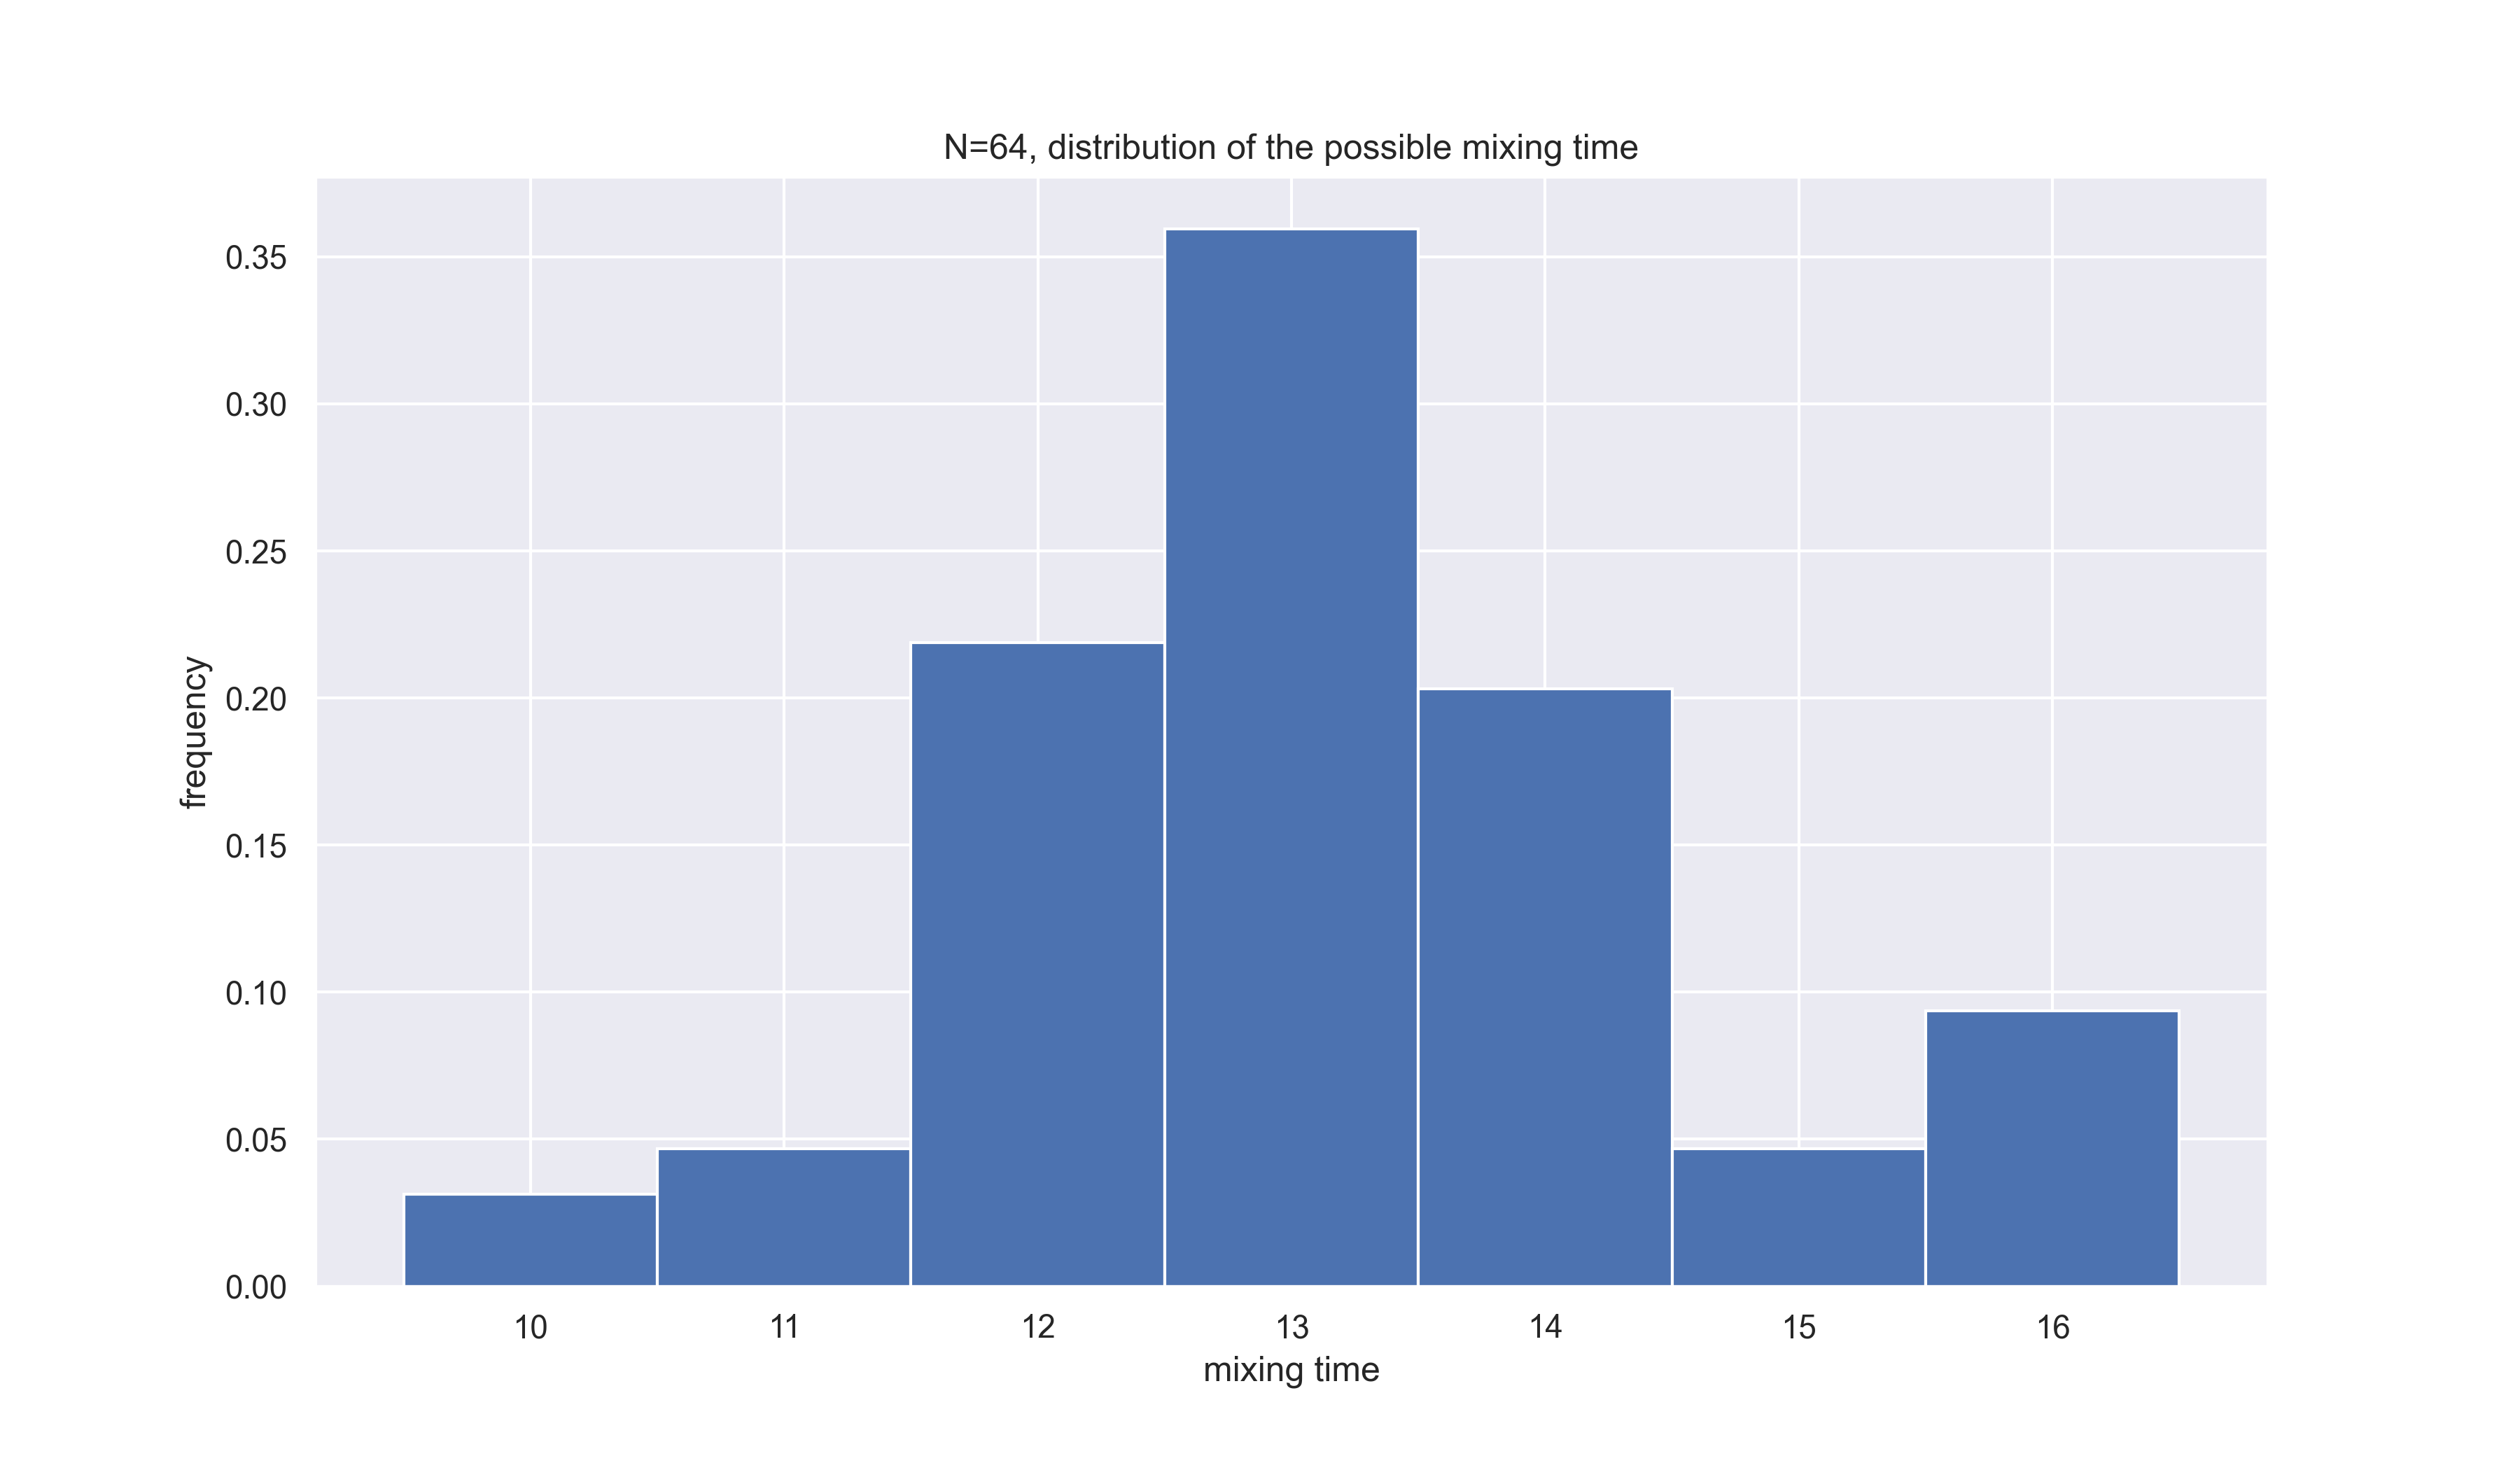 N=64, distribution of the possible mixing time
0.35
0.30
0.25
0.20
0.15
0.10
0.05
0.00
frequency
10 11 12 13 14 15 16
mixing time